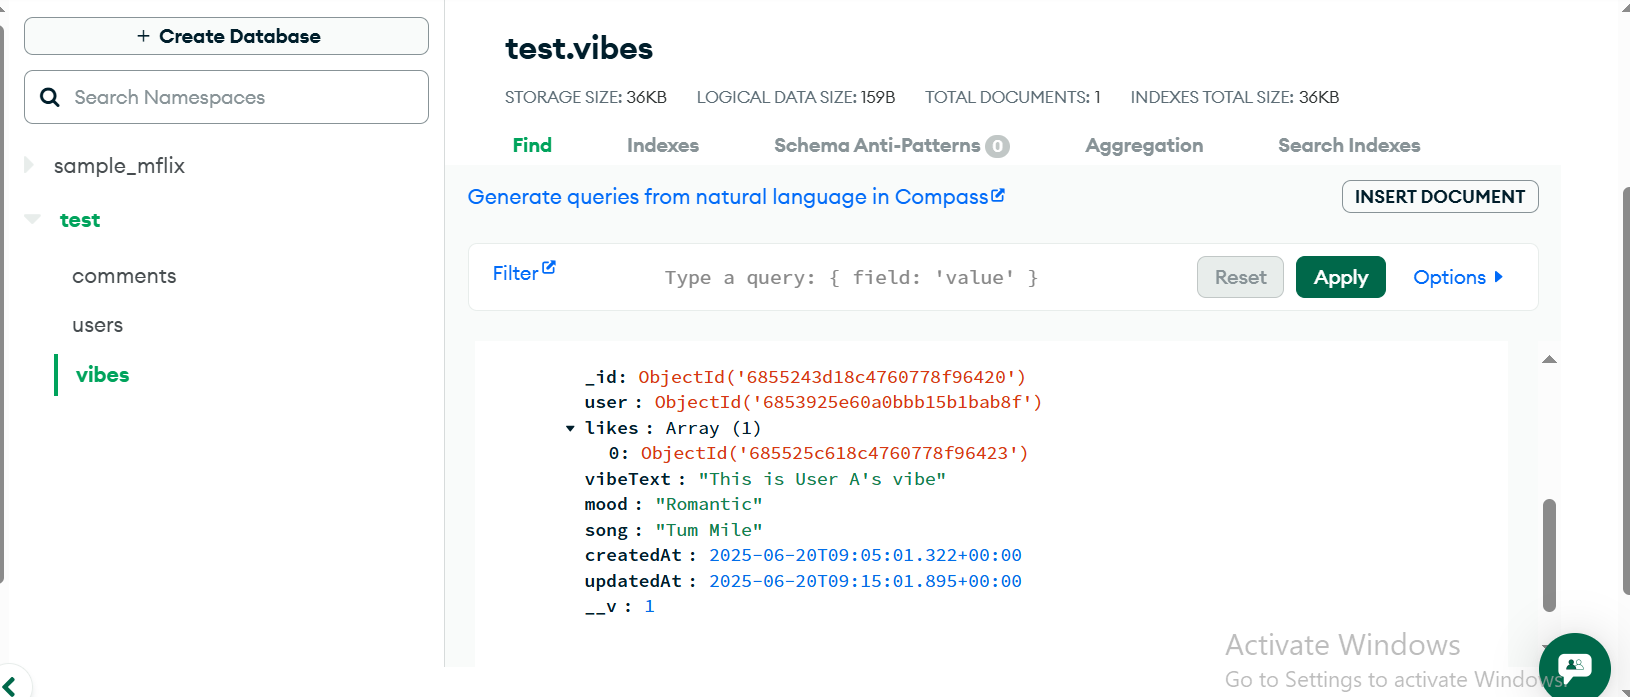 + Create Database
Search Namespaces
sample_mflix
test
comments
users
vibes
test.vibes
STORAGE SIZE: 36KB LOGICAL DATA SIZE: 159B TOTAL DOCUMENTS: 1 INDEXES TOTAL SIZE: 36KB
Find Indexes Schema Anti-Patterns 0 Aggregation Search Indexes
Generate queries from natural language in Compass
INSERT DOCUMENT
Filter Type a query: { field: 'value' } Reset Apply Options
_id: ObjectId('6855243d18c4760778f96420')
user : ObjectId('6853925e60a0bbb15b1bab8f')
likes : Array (1)
0: ObjectId('685525c618c4760778f96423')
vibeText : "This is User A's vibe"
mood : "Romantic"
song : "Tum Mile"
createdAt : 2025-06-20T09:05:01.322+00:00
updatedAt : 2025-06-20T09:15:01.895+00:00
__v : 1
Activate Windows
Go to Settings to activate Windows.